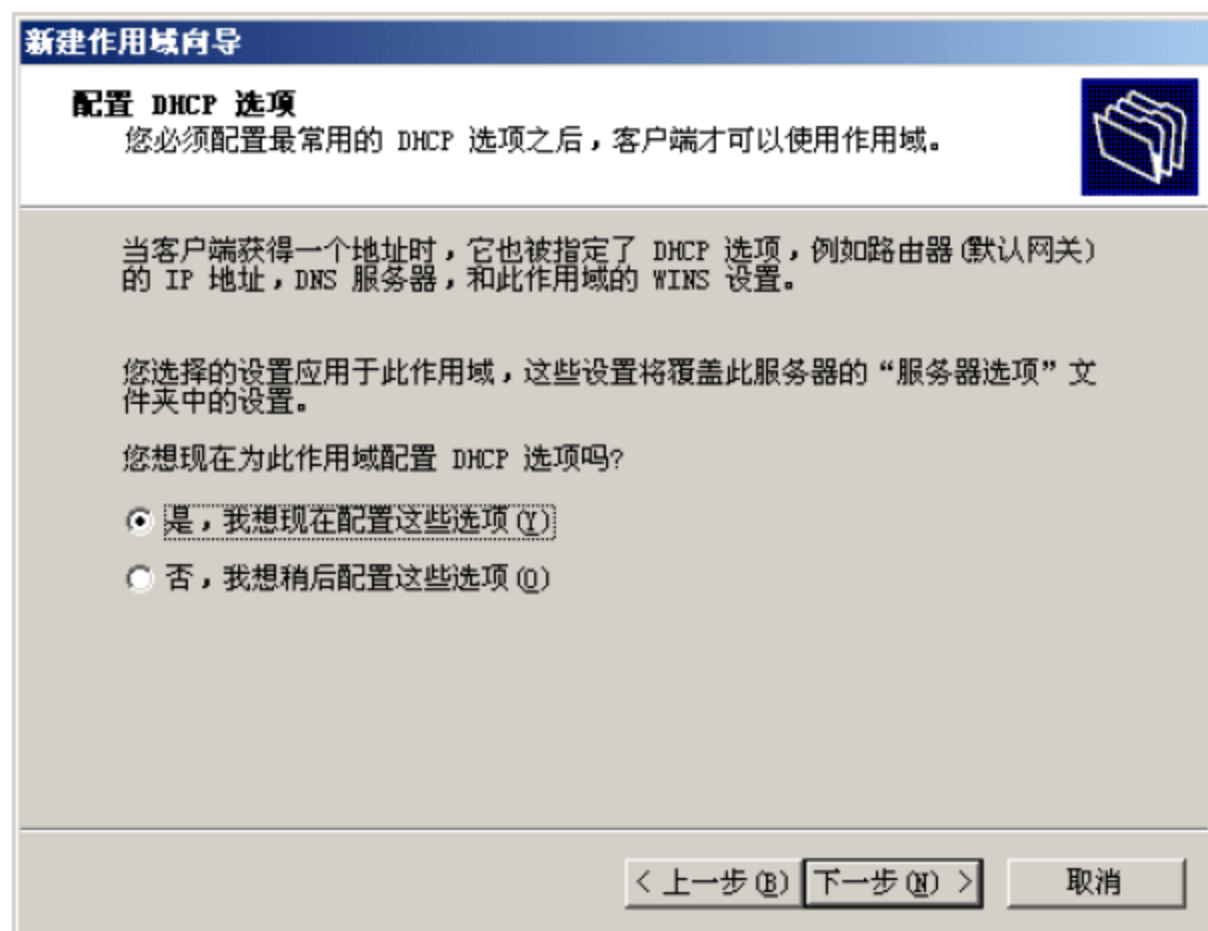 新建作用域向导
配置 DHCP 选项
您必须配置最常用的 DHCP 选项之后，客户端才可以使用作用域。
当客户端获得一个地址时，它也被指定了 DHCP 选项，例如路由器(默认网关)
的 IP 地址，DNS 服务器，和此作用域的 WINS 设置。
您选择的设置应用于此作用域，这些设置将覆盖此服务器的“服务器选项”文
件夹中的设置。
您想现在为此作用域配置 DHCP 选项吗?
是，我想现在配置这些选项(Y)
否，我想稍后配置这些选项(O)
< 上一步(B) 下一步(N) > 取消